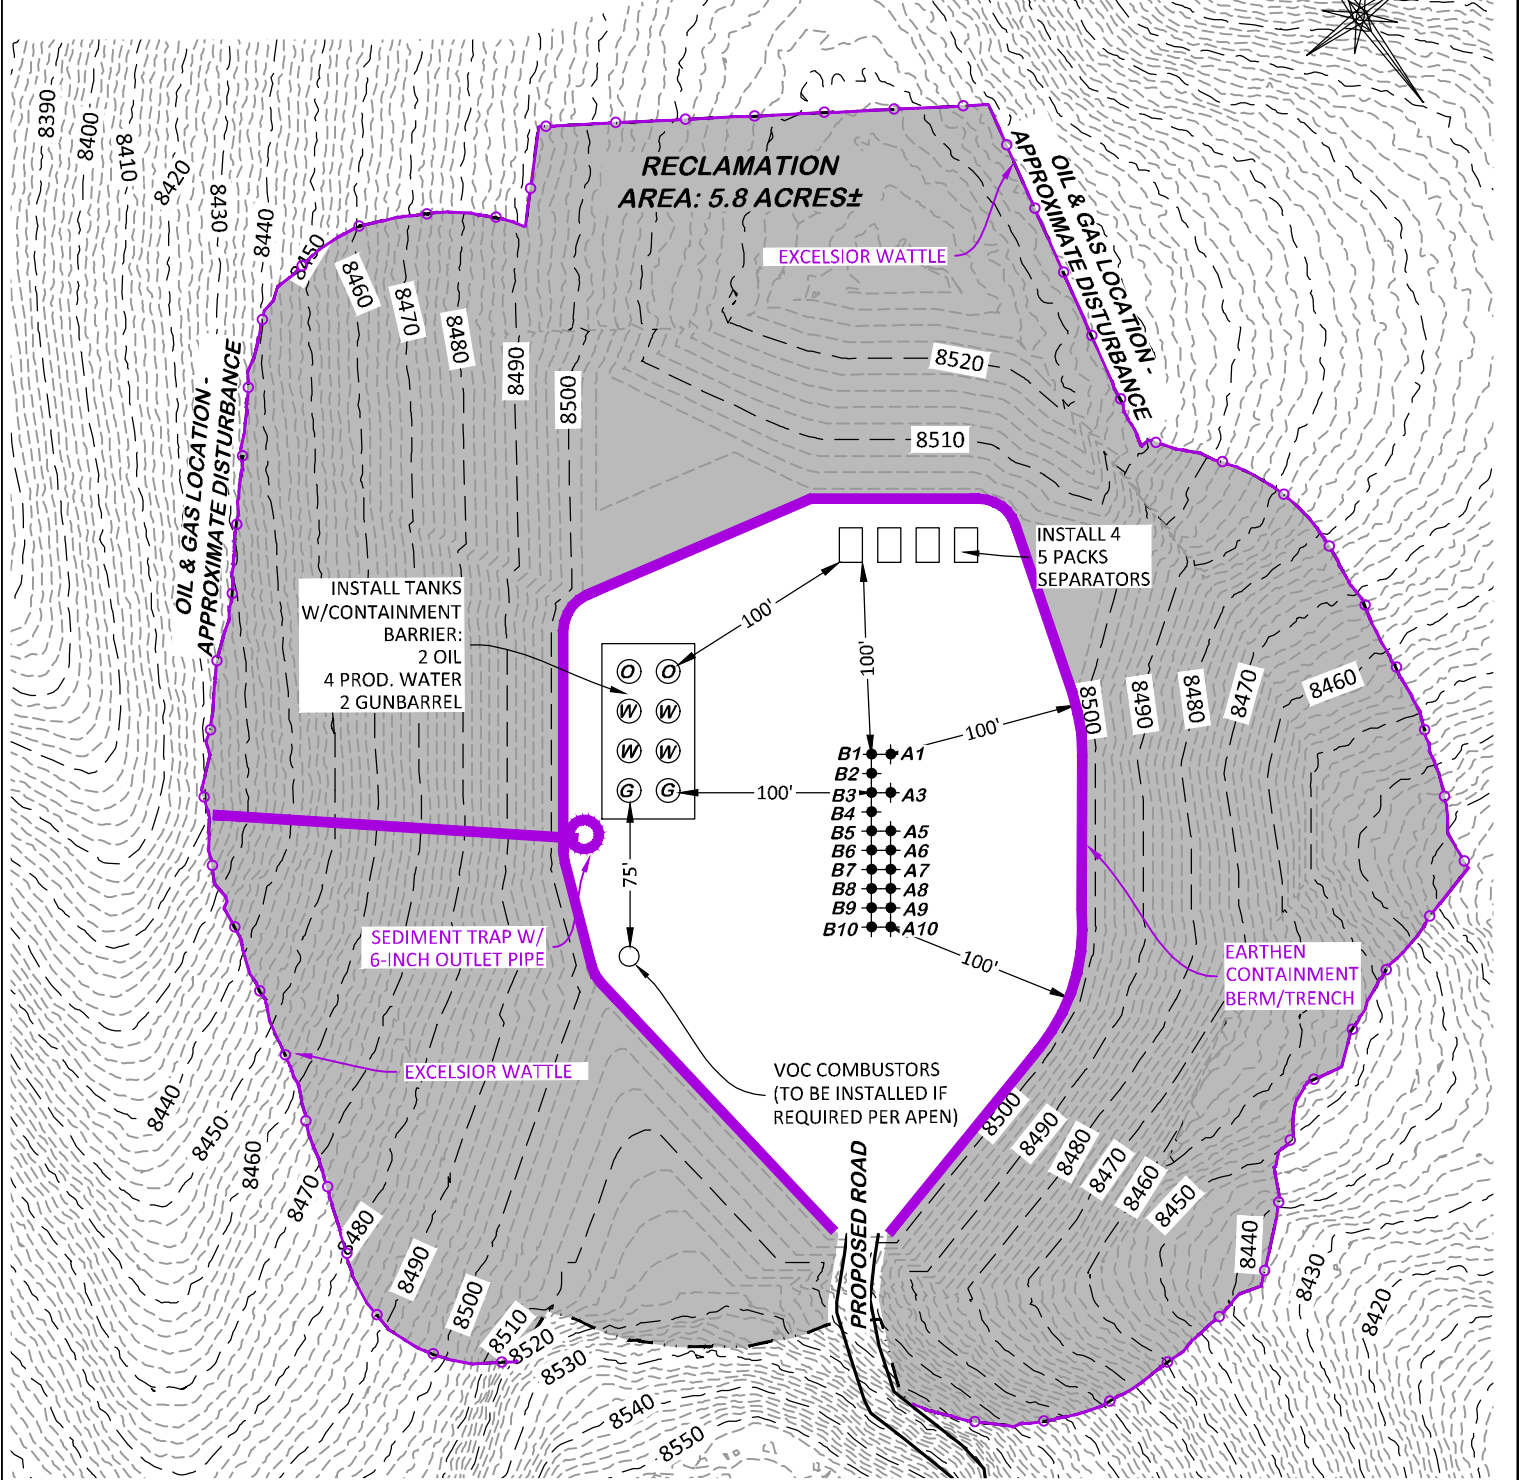 8390
8400
8410
8420
8430
8440
8450
8460
8470
8480
8490
8500
RECLAMATION
AREA: 5.8 ACRES±
EXCELSIOR WATTLE
OIL & GAS LOCATION -
APPROXIMATE DISTURBANCE
8520
8510
OIL & GAS LOCATION -
APPROXIMATE DISTURBANCE
INSTALL 4
5 PACKS
SEPARATORS
INSTALL TANKS
W/CONTAINMENT
BARRIER:
2 OIL
4 PROD. WATER
2 GUNBARREL
100'
100'
O O
W W
W W
G G
8500
8490
8480
8470
8460
100'
B1 A1
B2
100'
B3 A3
B4
B5 A5
B6 A6
B7 A7
B8 A8
B9 A9
B10 A10
75'
100'
SEDIMENT TRAP W/
6-INCH OUTLET PIPE
EARTHEN
CONTAINMENT
BERM/TRENCH
EXCELSIOR WATTLE
VOC COMBUSTORS
(TO BE INSTALLED IF
REQUIRED PER APEN)
PROPOSED ROAD
8440
8450
8460
8470
8480
8490
8500
8510
8520
8530
8540
8550
8500
8490
8480
8470
8460
8450
8440
8430
8420